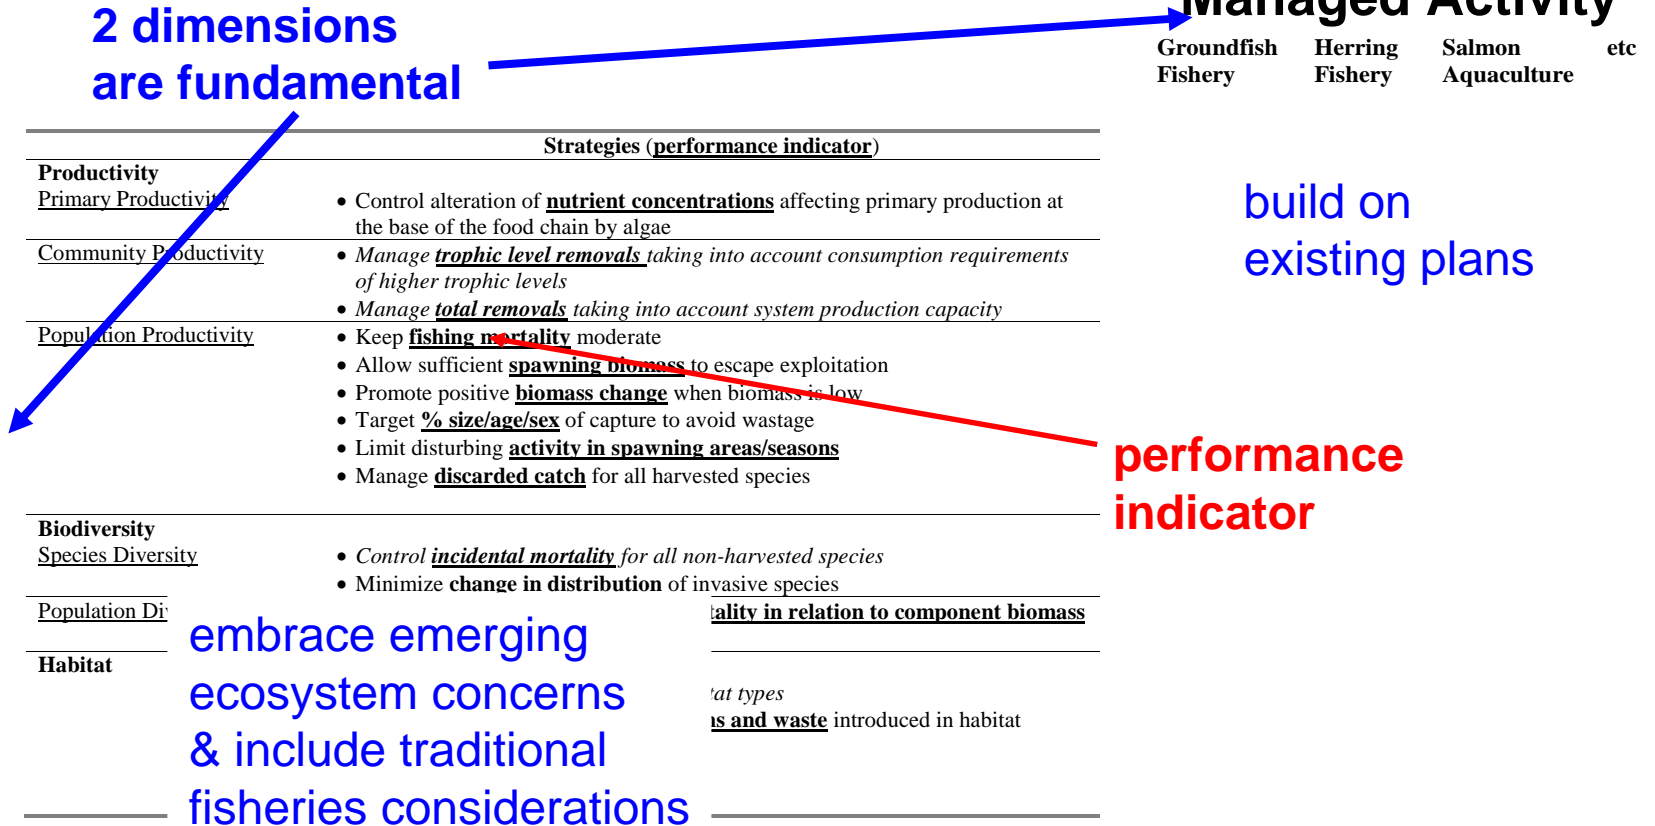 2 dimensions
are fundamental
Managed Activity
Groundfish Herring Salmon etc
Fishery Fishery Aquaculture
Strategies (performance indicator)
Productivity
Primary Productivity
• Control alteration of nutrient concentrations affecting primary production at
the base of the food chain by algae
Community Productivity
• Manage trophic level removals taking into account consumption requirements
of higher trophic levels
• Manage total removals taking into account system production capacity
Population Productivity
• Keep fishing mortality moderate
• Allow sufficient spawning biomass to escape exploitation
• Promote positive biomass change when biomass is low
• Target % size/age/sex of capture to avoid wastage
• Limit disturbing activity in spawning areas/seasons
• Manage discarded catch for all harvested species
Biodiversity
Species Diversity
• Control incidental mortality for all non-harvested species
• Minimize change in distribution of invasive species
Population Di
tality in relation to component biomass
Habitat
tat types
ns and waste introduced in habitat
build on
existing plans
performance
indicator
embrace emerging
ecosystem concerns
& include traditional
fisheries considerations